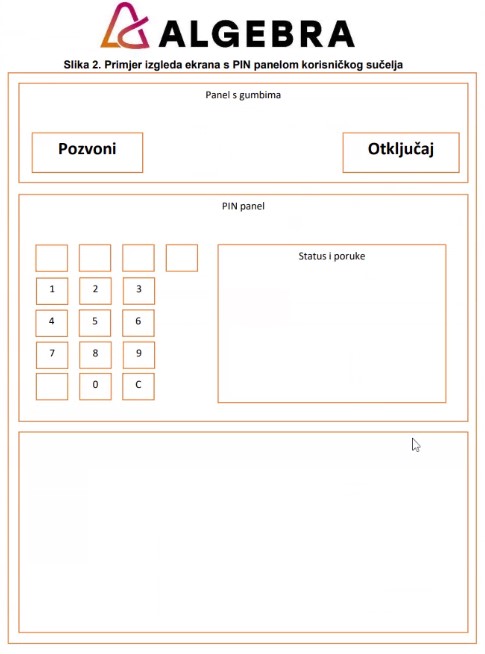 ALGEBRA
Slika 2. Primjer izgleda ekrana s PIN panelom korisničkog sučelja
Panel s gumbima
Pozvoni
Otključaj
PIN panel
Status i poruke
1 2 3
4 5 6
7 8 9
0 C